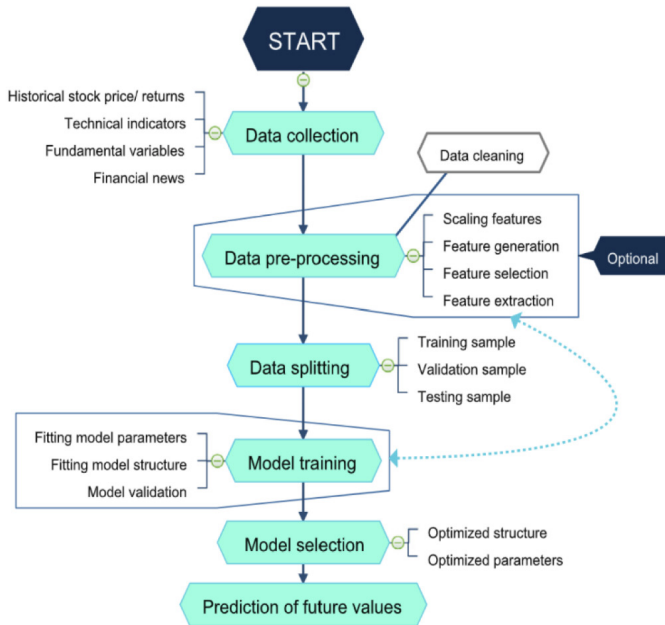 START
Historical stock price/ returns
Technical indicators
Fundamental variables
Financial news
Data collection
Data cleaning
Data pre-processing
Scaling features
Feature generation
Feature selection
Feature extraction
Optional
Data splitting
Training sample
Validation sample
Testing sample
Fitting model parameters
Fitting model structure
Model validation
Model training
Model selection
Optimized structure
Optimized parameters
Prediction of future values